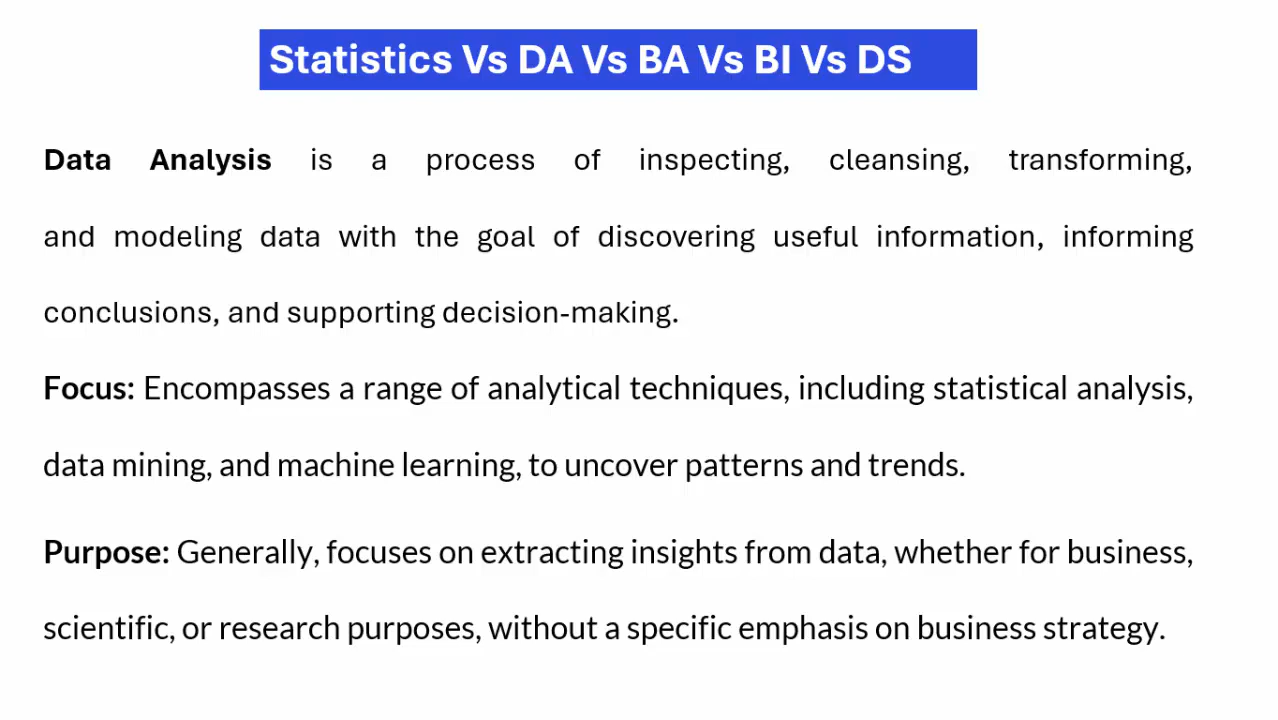 Statistics Vs DA Vs BA Vs BI Vs DS
Data Analysis is a process of inspecting, cleansing, transforming,
and modeling data with the goal of discovering useful information, informing
conclusions, and supporting decision-making.
Focus: Encompasses a range of analytical techniques, including statistical analysis,
data mining, and machine learning, to uncover patterns and trends.
Purpose: Generally, focuses on extracting insights from data, whether for business,
scientific, or research purposes, without a specific emphasis on business strategy.